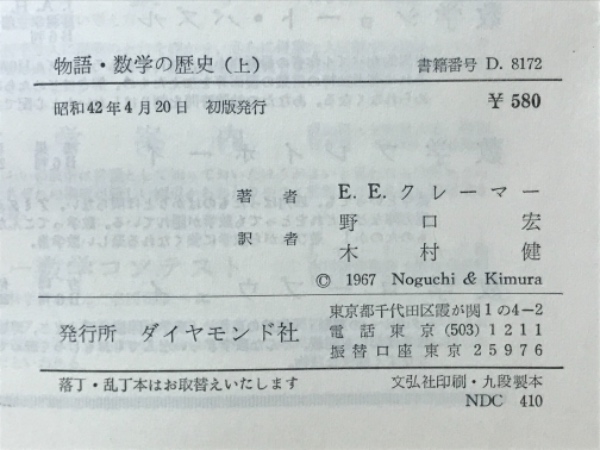 物語・数学の歴史（上）　書籍番号 D. 8172
昭和42年4月20日　初版発行　￥580
著者　E. E. クレーマー
訳者　野口宏
木村健
© 1967 Noguchi & Kimura
発行所　ダイヤモンド社
東京都千代田区霞が関1の4−2
電話東京(503)1211
振替口座東京25976
落丁・乱丁本はお取替えいたします　文弘社印刷・九段製本
NDC 410